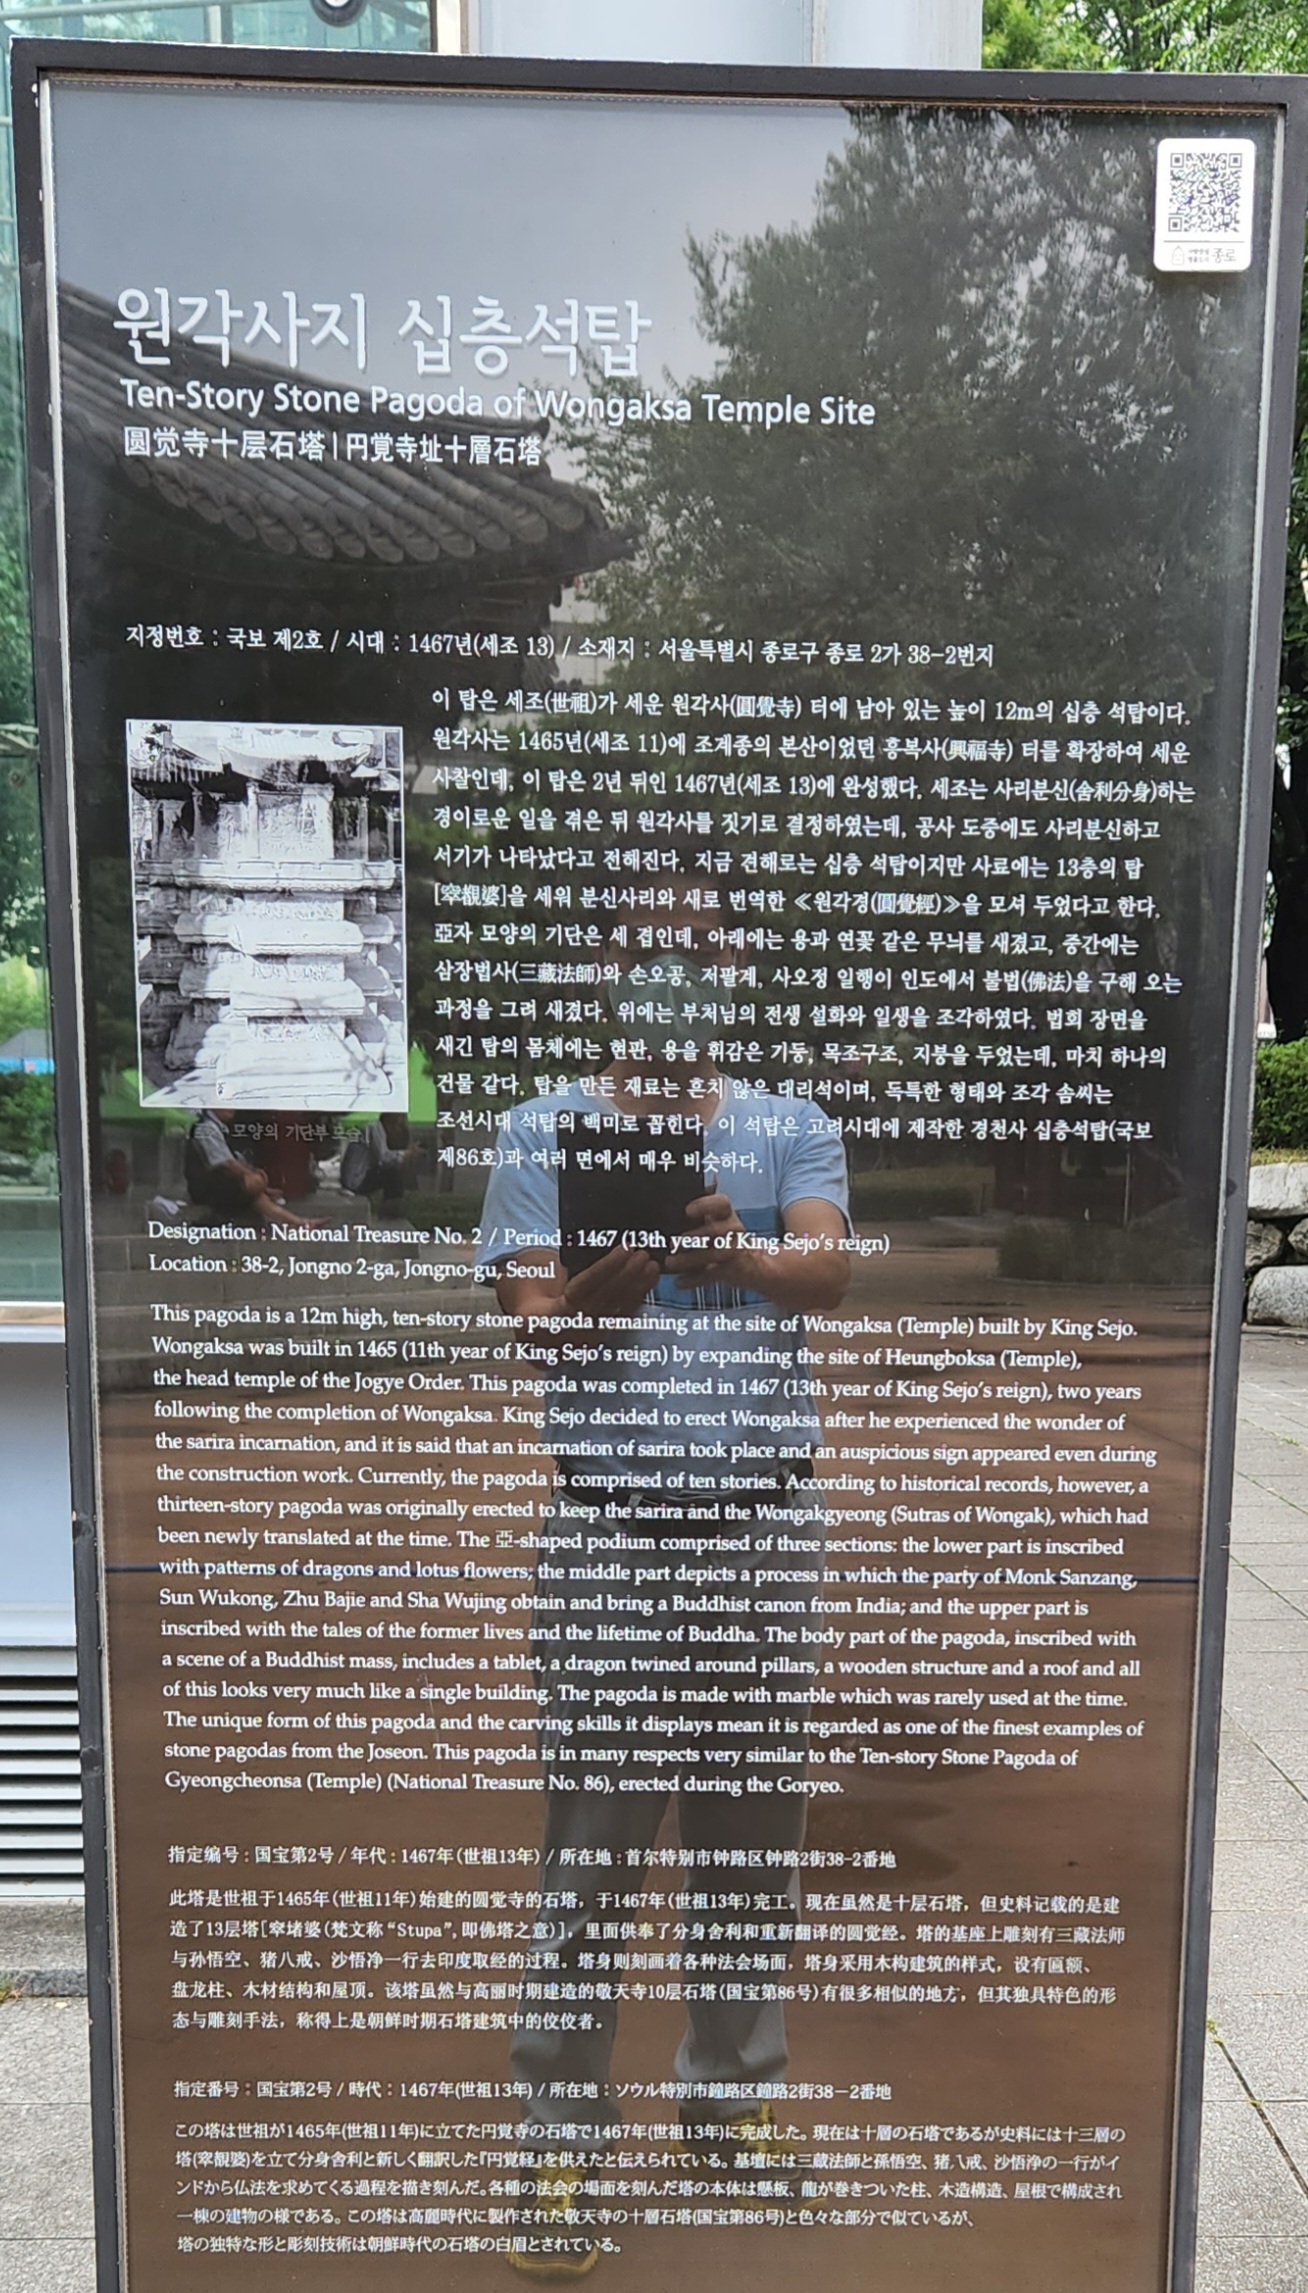 종로
원각사지 십층석탑
Ten-Story Stone Pagoda of Wongaksa Temple Site
圆觉寺十层石塔 | 円覚寺址十層石塔
지정번호 : 국보 제2호 / 시대 : 1467년(세조 13) / 소재지 : 서울특별시 종로구 종로 2가 38-2번지
이 탑은 세조(世祖)가 세운 원각사(圓覺寺) 터에 남아 있는 높이 12m의 십층 석탑이다.
원각사는 1465년(세조 11)에 조계종의 본산이었던 흥복사(興福寺) 터를 확장하여 세운
사찰인데, 이 탑은 2년 뒤인 1467년(세조 13)에 완성했다. 세조는 사리분신(舍利分身)하는
경이로운 일을 겪은 뒤 원각사를 짓기로 결정하였는데, 공사 도중에도 사리분신하고
서기가 나타났다고 전해진다. 지금 견해로는 십층 석탑이지만 사료에는 13층의 탑
[窣覩婆]을 세워 분신사리와 새로 번역한 ≪원각경(圓覺經)≫을 모셔 두었다고 한다.
亞자 모양의 기단은 세 겹인데, 아래에는 용과 연꽃 같은 무늬를 새겼고, 중간에는
삼장법사(三藏法師)와 손오공, 저팔계, 사오정 일행이 인도에서 불법(佛法)을 구해 오는
과정을 그려 새겼다. 위에는 부처님의 전생 설화와 일생을 조각하였다. 법회 장면을
새긴 탑의 몸체에는 현판, 용을 휘감은 기둥, 목조구조, 지붕을 두었는데, 마치 하나의
건물 같다. 탑을 만든 재료는 흔치 않은 대리석이며, 독특한 형태와 조각 솜씨는
조선시대 석탑의 백미로 꼽힌다. 이 석탑은 고려시대에 제작한 경천사 십층석탑(국보
제86호)과 여러 면에서 매우 비슷하다.
모양의 기단부 모습
Designation : National Treasure No. 2 / Period : 1467 (13th year of King Sejo's reign)
Location : 38-2, Jongno 2-ga, Jongno-gu, Seoul
This pagoda is a 12m high, ten-story stone pagoda remaining at the site of Wongaksa (Temple) built by King Sejo.
Wongaksa was built in 1465 (11th year of King Sejo's reign) by expanding the site of Heungboksa (Temple),
the head temple of the Jogye Order. This pagoda was completed in 1467 (13th year of King Sejo's reign), two years
following the completion of Wongaksa. King Sejo decided to erect Wongaksa after he experienced the wonder of
the sarira incarnation, and it is said that an incarnation of sarira took place and an auspicious sign appeared even during
the construction work. Currently, the pagoda is comprised of ten stories. According to historical records, however, a
thirteen-story pagoda was originally erected to keep the sarira and the Wongakgyeong (Sutras of Wongak), which had
been newly translated at the time. The 亞-shaped podium comprised of three sections: the lower part is inscribed
with patterns of dragons and lotus flowers; the middle part depicts a process in which the party of Monk Sanzang,
Sun Wukong, Zhu Bajie and Sha Wujing obtain and bring a Buddhist canon from India; and the upper part is
inscribed with the tales of the former lives and the lifetime of Buddha. The body part of the pagoda, inscribed with
a scene of a Buddhist mass, includes a tablet, a dragon twined around pillars, a wooden structure and a roof and all
of this looks very much like a single building. The pagoda is made with marble which was rarely used at the time.
The unique form of this pagoda and the carving skills it displays mean it is regarded as one of the finest examples of
stone pagodas from the Joseon. This pagoda is in many respects very similar to the Ten-story Stone Pagoda of
Gyeongcheonsa (Temple) (National Treasure No. 86), erected during the Goryeo.
指定编号 : 国宝第2号 / 年代 : 1467年(世祖13年) / 所在地 : 首尔特别市钟路区钟路2街38-2番地
此塔是世祖于1465年(世祖11年)始建的圆觉寺的石塔，于1467年(世祖13年)完工。现在虽然是十层石塔，但史料记载的是建
造了13层塔[窣堵婆(梵文称“Stupa”,即佛塔之意)]，里面供奉了分身舍利和重新翻译的圆觉经。塔的基座上雕刻有三藏法师
与孙悟空、猪八戒、沙悟净一行去印度取经的过程。塔身则刻画着各种法会场面，塔身采用木构建筑的样式，设有匾额、
盘龙柱、木材结构和屋顶。该塔虽然与高丽时期建造的敬天寺10层石塔(国宝第86号)有很多相似的地方，但其独具特色的形
态与雕刻手法，称得上是朝鲜时期石塔建筑中的佼佼者。
指定番号 : 国宝第2号 / 時代 : 1467年(世祖13年) / 所在地 : ソウル特別市鐘路区鐘路2街38-2番地
この塔は世祖が1465年(世祖11年)に立てた円覚寺の石塔で1467年(世祖13年)に完成した。現在は十層の石塔であるが史料には十三層の
塔(窣覩婆)を立て分身舎利と新しく翻訳した『円覚経』を供えたと伝えられている。基壇には三蔵法師と孫悟空、猪八戒、沙悟浄の一行がイ
ンドから仏法を求めてくる過程を描き刻んだ。各種の法会の場面を刻んだ塔の本体は懸板、龍が巻きついた柱、木造構造、屋根で構成され
一棟の建物の様である。この塔は高麗時代に製作された敬天寺の十層石塔(国宝第86号)と色々な部分で似ているが、
塔の独特な形と彫刻技術は朝鮮時代の石塔の白眉とされている。